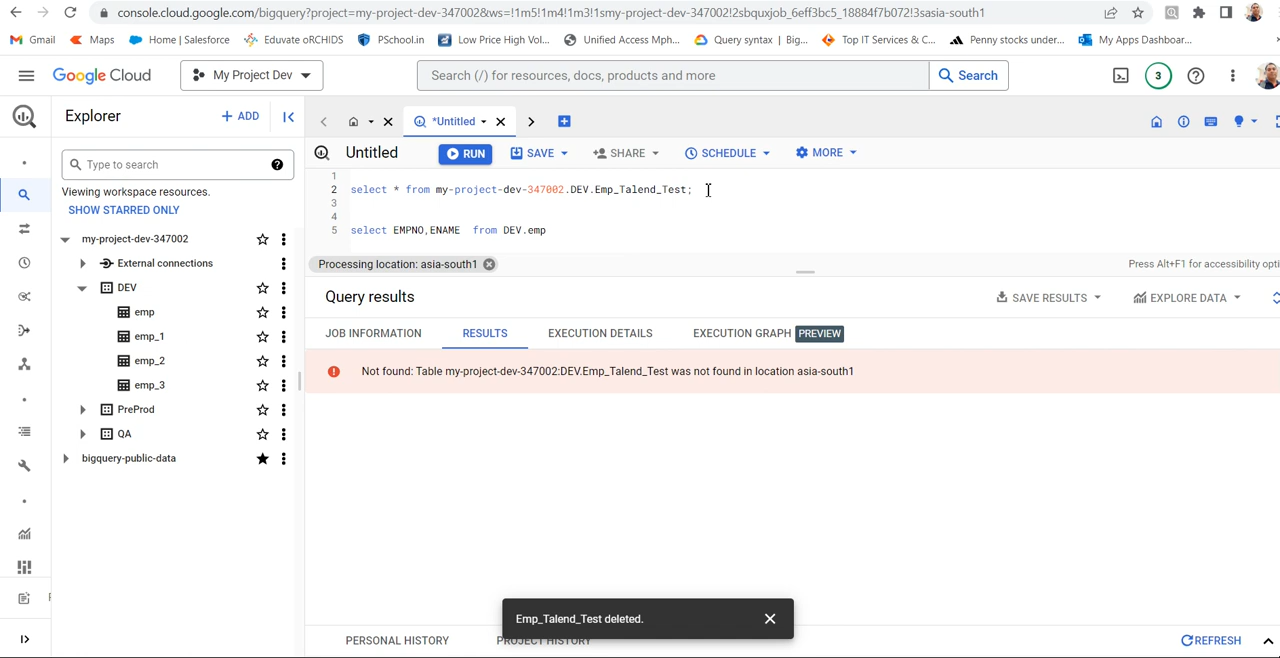 console.cloud.google.com/bigquery?project=my-project-dev-347002&ws=!1m5!1m4!1m3!1smy-project-dev-347002!2sbquxjob_6eff3bc5_18884f7b072!3sasia-south1
Gmail Maps Home | Salesforce Eduvate oRCHIDS PSchool.in Low Price High Vol... Unified Access Mph... Query syntax | Big... Top IT Services & C... Penny stocks under... My Apps Dashboar...
Google Cloud My Project Dev Search (/) for resources, docs, products and more Search 3
Explorer + ADD *Untitled
Untitled RUN SAVE SHARE SCHEDULE MORE
Type to search
Viewing workspace resources.
SHOW STARRED ONLY
1
2 select * from my-project-dev-347002.DEV.Emp_Talend_Test;
3
4
5 select EMPNO,ENAME from DEV.emp
my-project-dev-347002
External connections
DEV
emp
emp_1
emp_2
emp_3
PreProd
QA
bigquery-public-data
Processing location: asia-south1 Press Alt+F1 for accessibility opti
Query results SAVE RESULTS EXPLORE DATA
JOB INFORMATION RESULTS EXECUTION DETAILS EXECUTION GRAPH PREVIEW
Not found: Table my-project-dev-347002:DEV.Emp_Talend_Test was not found in location asia-south1
Emp_Talend_Test deleted.
PERSONAL HISTORY PROJECT HISTORY REFRESH